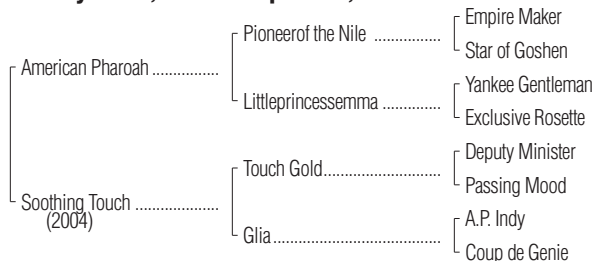 Empire Maker
Pioneerof the Nile ................
Star of Goshen
American Pharoah ................
Yankee Gentleman
Littleprincessemma ..............
Exclusive Rosette
Deputy Minister
Touch Gold............................
Passing Mood
Soothing Touch ....................
(2004)
A.P. Indy
Glia........................................
Coup de Genie